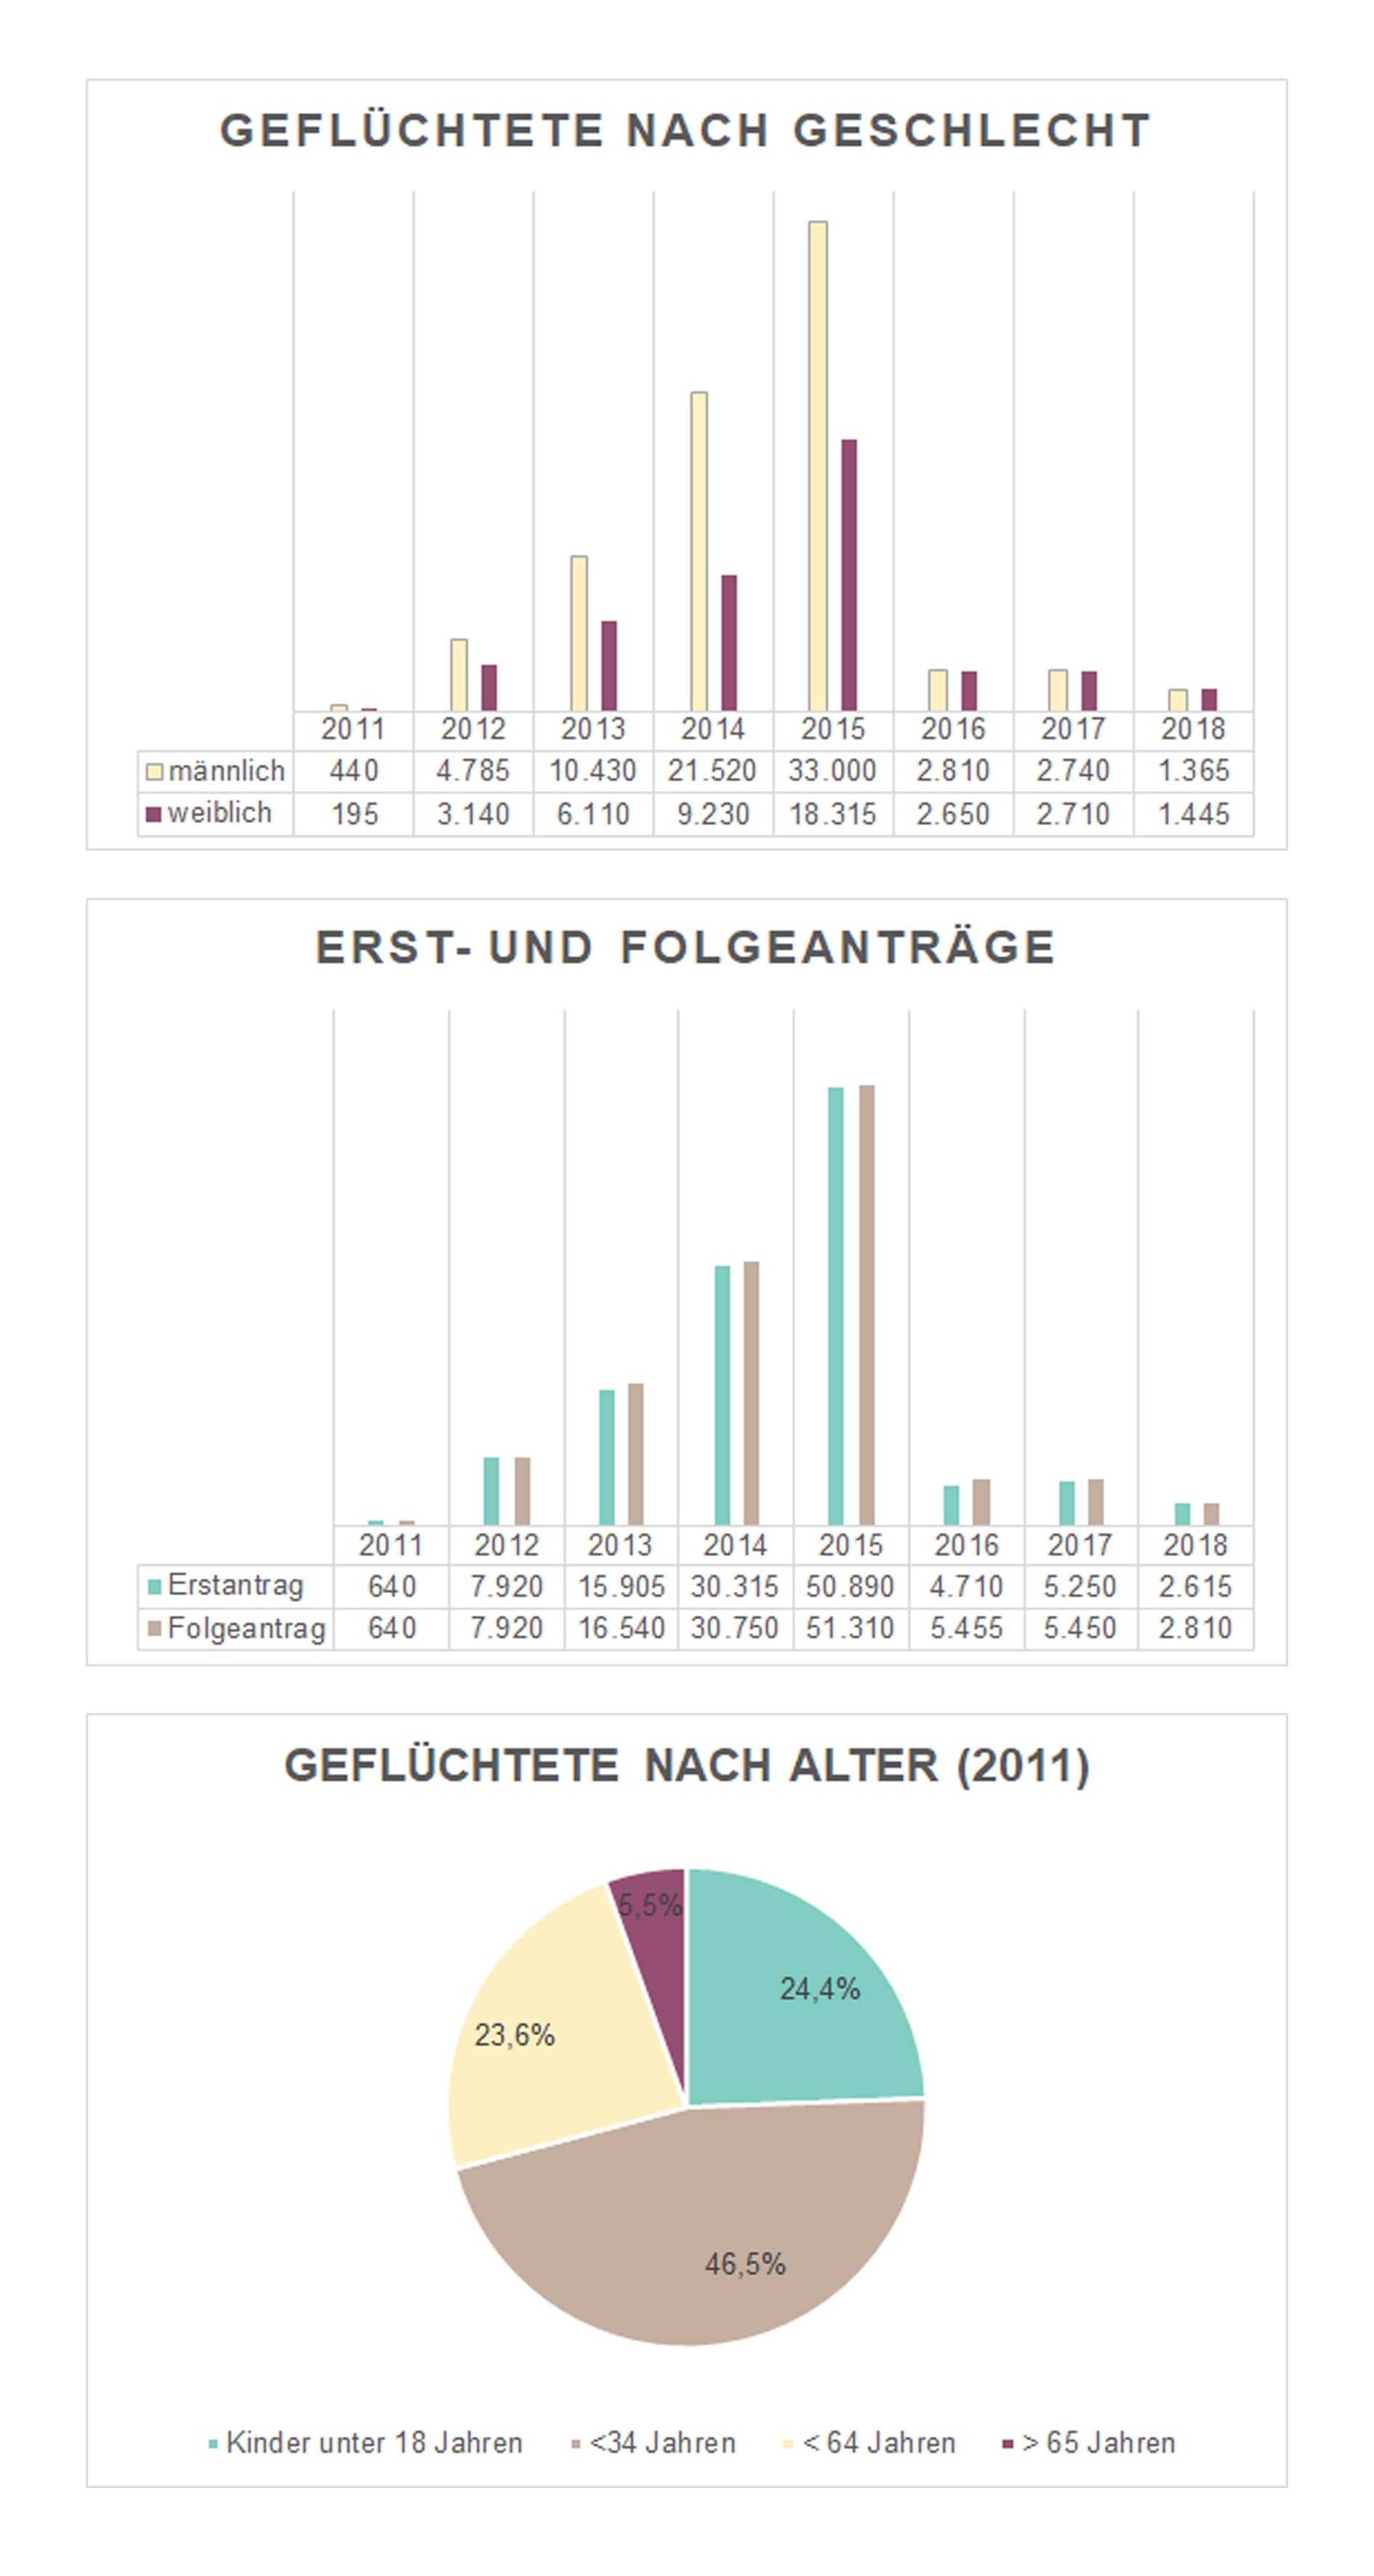 GEFLÜCHTETE NACH GESCHLECHT
2011 2012 2013 2014 2015 2016 2017 2018
männlich 440 4.785 10.430 21.520 33.000 2.810 2.740 1.365
weiblich 195 3.140 6.110 9.230 18.315 2.650 2.710 1.445
ERST- UND FOLGEANTRÄGE
2011 2012 2013 2014 2015 2016 2017 2018
Erstantrag 640 7.920 15.905 30.315 50.890 4.710 5.250 2.615
Folgeantrag 640 7.920 16.540 30.750 51.310 5.455 5.450 2.810
GEFLÜCHTETE NACH ALTER (2011)
5,5%
24,4%
23,6%
46,5%
Kinder unter 18 Jahren <34 Jahren < 64 Jahren > 65 Jahren